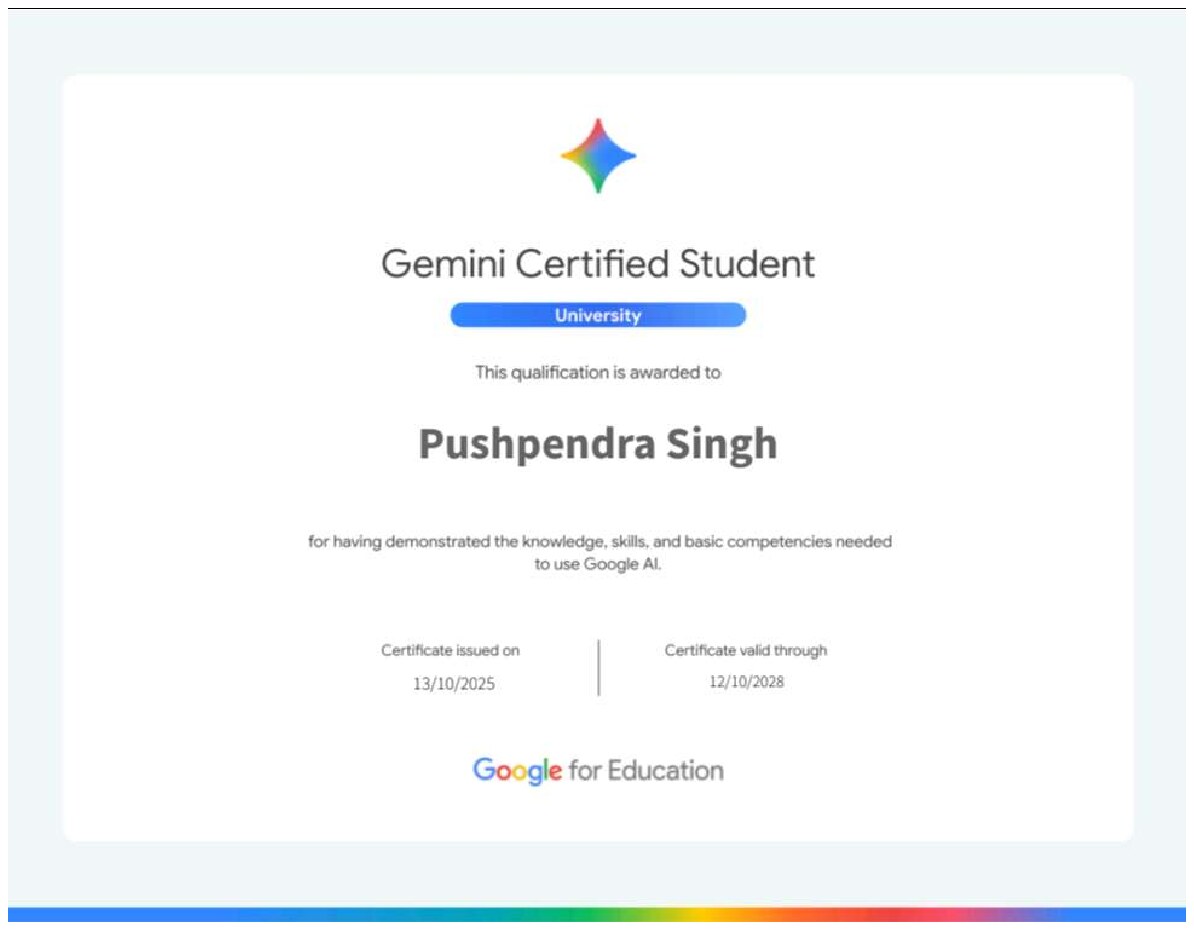 Gemini Certified Student
University
This qualification is awarded to
Pushpendra Singh
for having demonstrated the knowledge, skills, and basic competencies needed
to use Google AI.
Certificate issued on
13/10/2025
Certificate valid through
12/10/2028
Google for Education